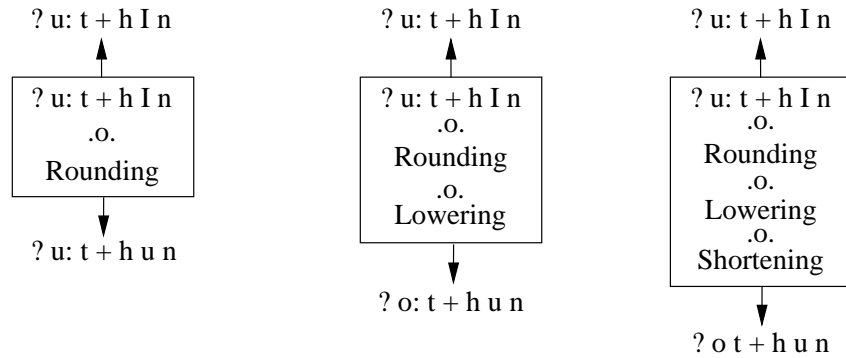 ? u: t + h I n
? u: t + h I n
.o.
Rounding
? u: t + h u n
? u: t + h I n
? u: t + h I n
.o.
Rounding
.o.
Lowering
? o: t + h u n
? u: t + h I n
? u: t + h I n
.o.
Rounding
.o.
Lowering
.o.
Shortening
? o t + h u n